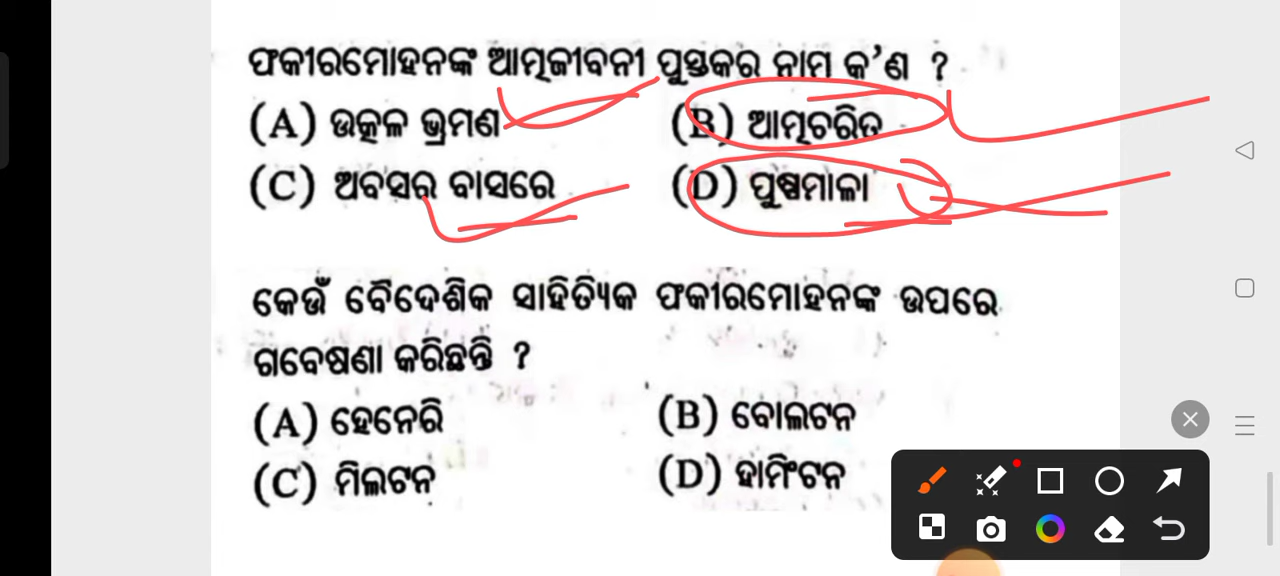 ଫକୀରମୋହନଙ୍କ ଆତ୍ମଜୀବନୀ ପୁସ୍ତକର ନାମ କ'ଣ ?
(A) ଉତ୍କଳ ଭ୍ରମଣ (B) ଆତ୍ମଚରିତ
(C) ଅବସର ବାସରେ (D) ପୁଷ୍ପମାଳା
କେଉଁ ବୈଦେଶିକ ସାହିତ୍ୟିକ ଫକୀରମୋହନଙ୍କ ଉପରେ
ଗବେଷଣା କରିଛନ୍ତି ?
(A) ହେନେରି (B) ବୋଲଟନ
(C) ମିଲଟନ (D) ହାମିଂଟନ